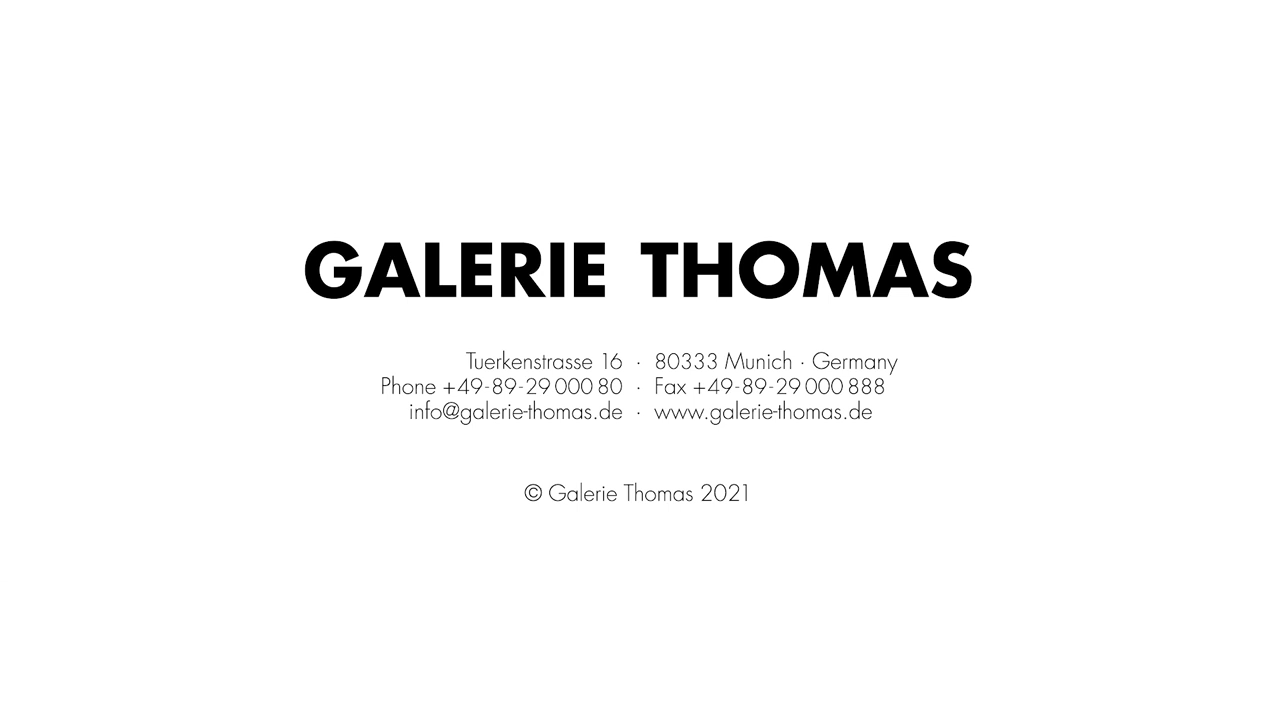 GALERIE THOMAS
Tuerkenstrasse 16 · 80333 Munich · Germany
Phone +49-89-29 000 80 · Fax +49-89-29 000 888
info@galerie-thomas.de · www.galerie-thomas.de
© Galerie Thomas 2021